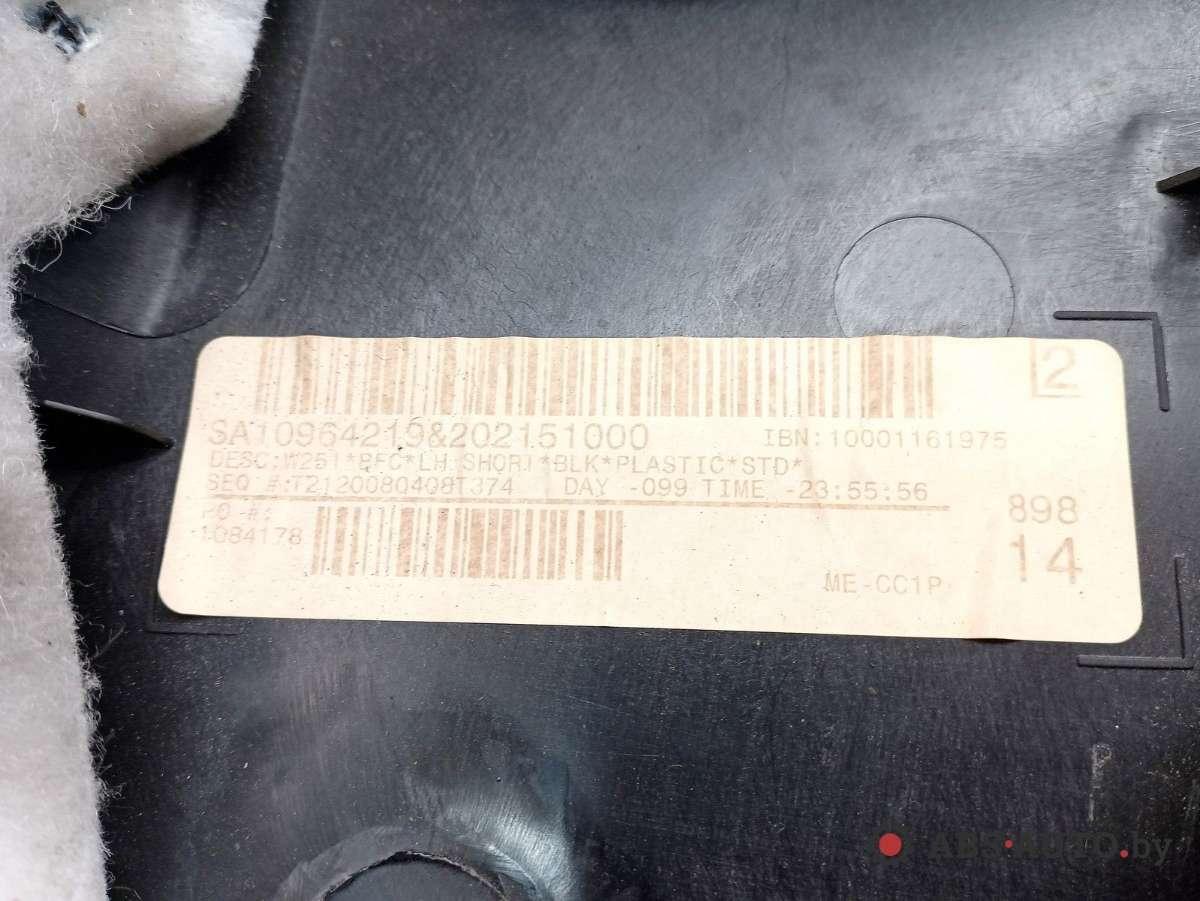 2
SA10964219&202151000
IBN:10001161975
DESC:W251*BFC*LH SHORT*BLK*PLASTIC*STD*
SEQ #:T2120080408T374 DAY -099 TIME -23:55:56
PO #:
1084178
898
14
ME-CC1P
ABS-AUTO.by